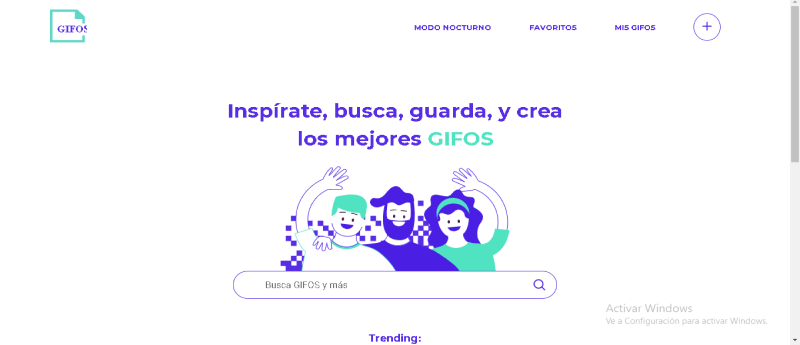 GIFOS
MODO NOCTURNO
FAVORITOS
MIS GIFOS
+
Inspírate, busca, guarda, y crea
los mejores GIFOS
Busca GIFOS y más
Activar Windows
Ve a Configuración para activar Windows.
Trending: